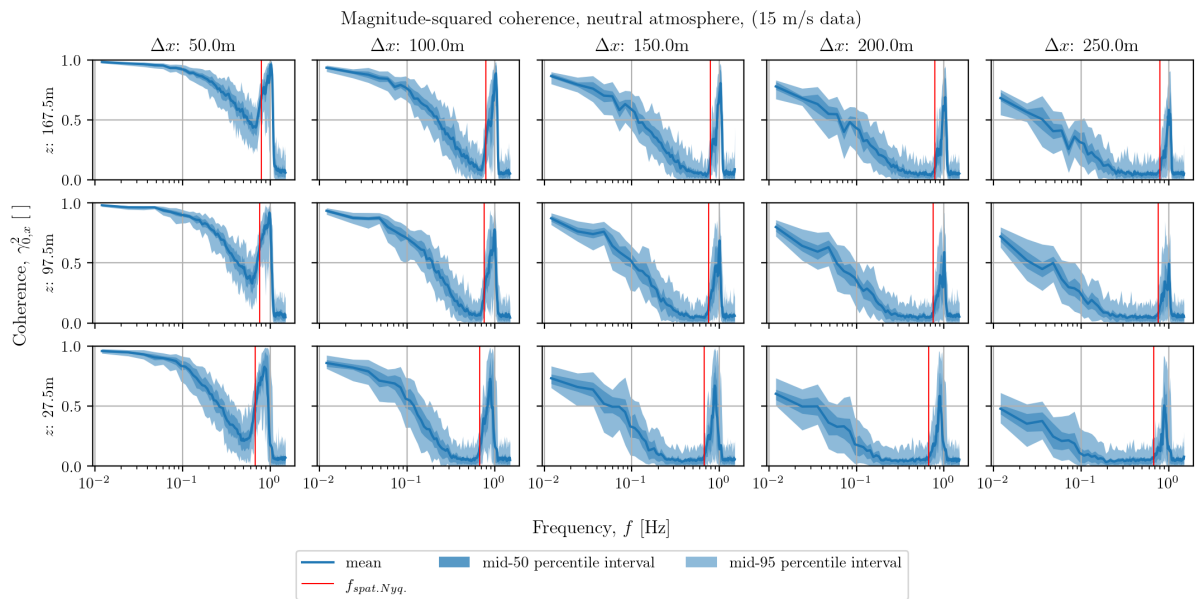 Magnitude-squared coherence, neutral atmosphere, (15 m/s data)
Δx: 50.0m Δx: 100.0m Δx: 150.0m Δx: 200.0m Δx: 250.0m
Coherence, γ²₀,ₓ [ ]
z: 167.5m
1.0
0.5
0.0
z: 97.5m
1.0
0.5
0.0
z: 27.5m
1.0
0.5
0.0
10⁻² 10⁻¹ 10⁰ 10⁻² 10⁻¹ 10⁰ 10⁻² 10⁻¹ 10⁰ 10⁻² 10⁻¹ 10⁰ 10⁻² 10⁻¹ 10⁰
Frequency, f [Hz]
mean mid-50 percentile interval mid-95 percentile interval
f_spat.Nyq.